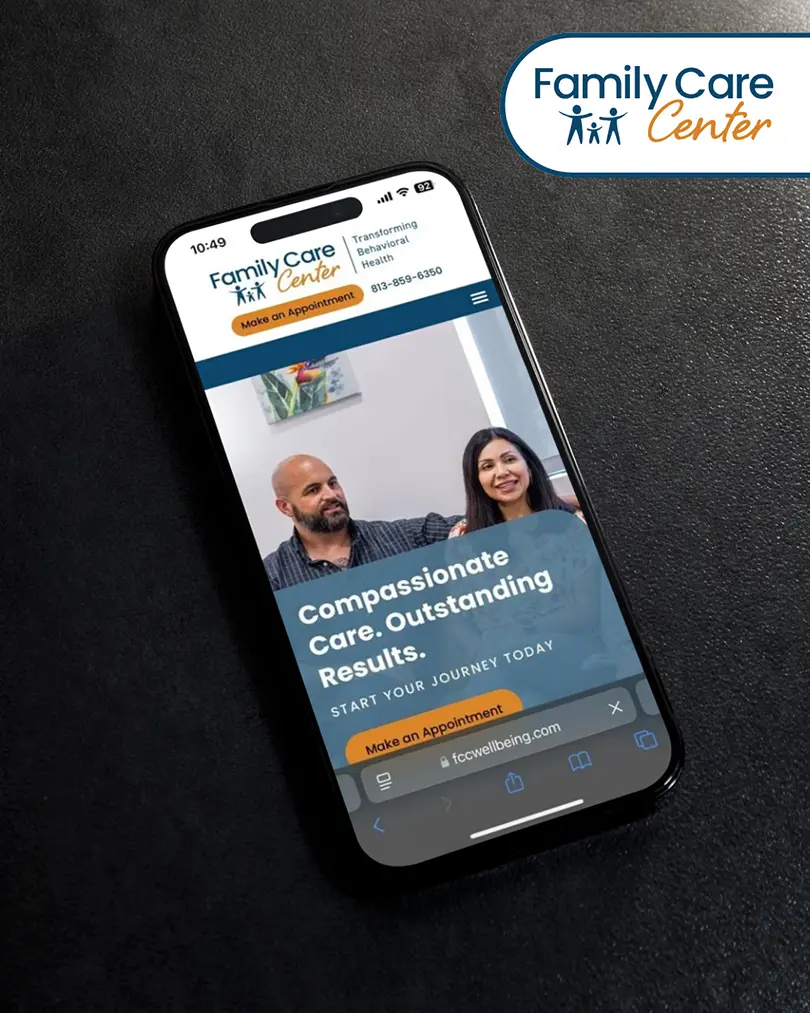 Family Care
Center
10:49
92
Family Care
Center
Transforming
Behavioral
Health
Make an Appointment
813-859-6350
Compassionate
Care. Outstanding
Results.
START YOUR JOURNEY TODAY
Make an Appointment
fccwellbeing.com